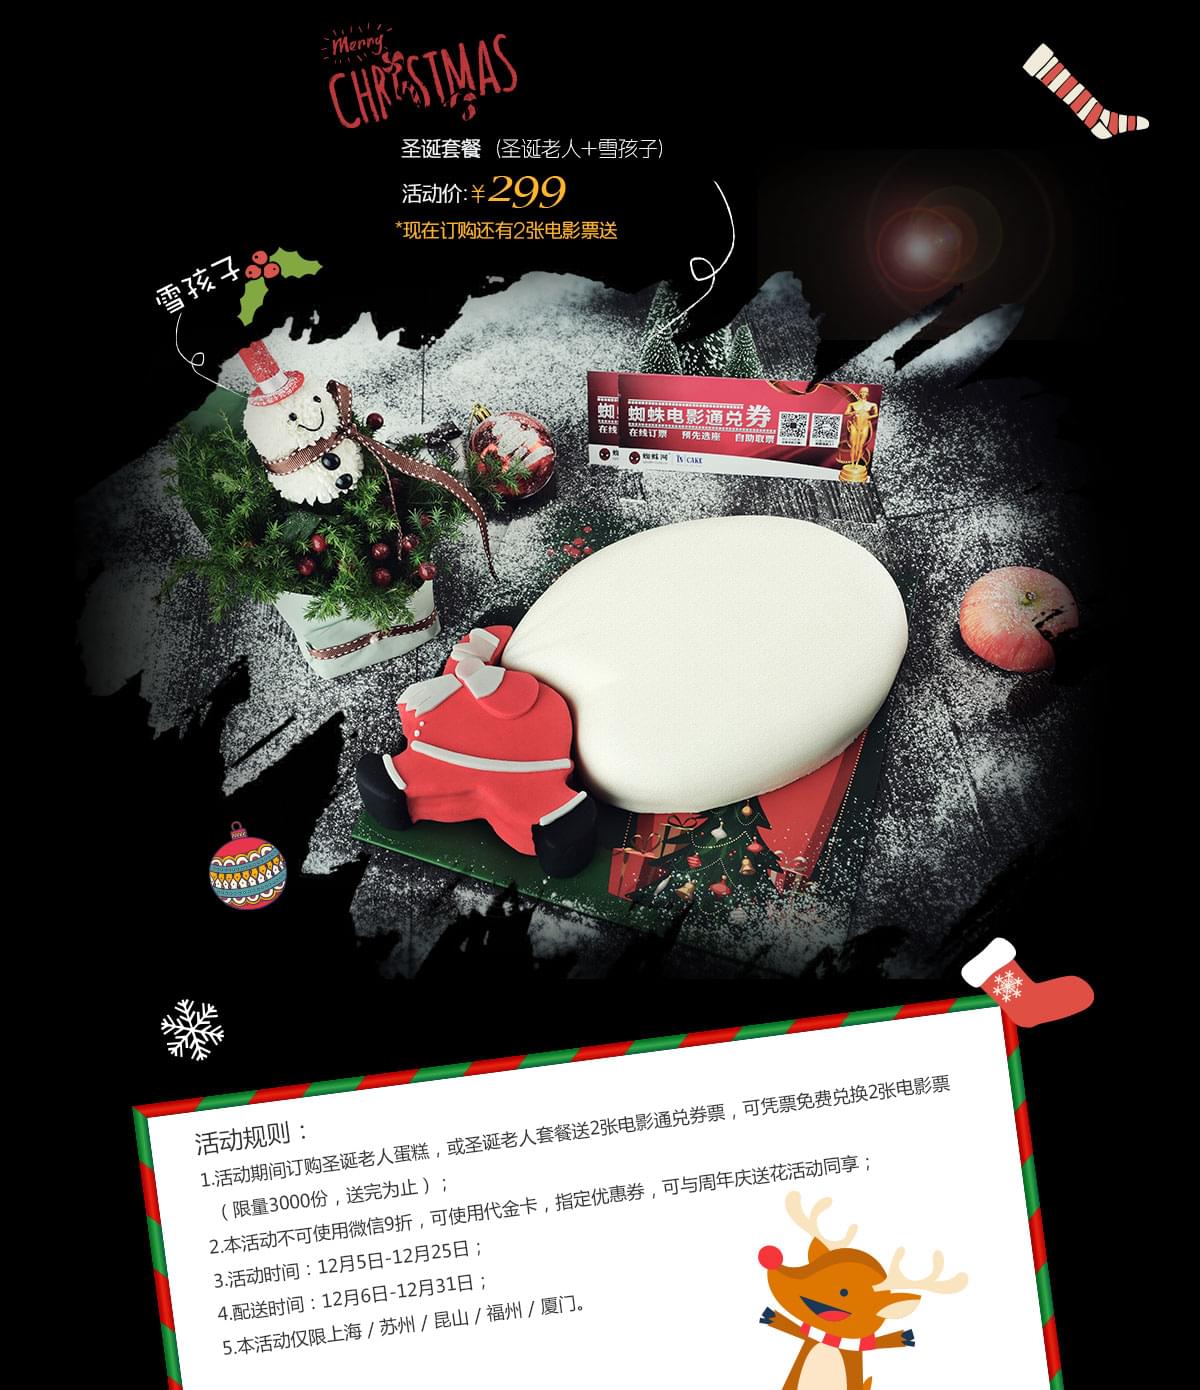 Merry
CHRISTMAS
圣诞套餐 (圣诞老人+雪孩子)
活动价:¥299
*现在订购还有2张电影票送
雪孩子
蜘蛛电影通兑券
在线订票 预先选座 自助取票
蜘蛛网 CAKE
蜘
在线
活动规则：
1.活动期间订购圣诞老人蛋糕，或圣诞老人套餐送2张电影通兑券票，可凭票免费兑换2张电影票
（限量3000份，送完为止）；
2.本活动不可使用微信9折，可使用代金卡，指定优惠券，可与周年庆送花活动同享；
3.活动时间：12月5日-12月25日；
4.配送时间：12月6日-12月31日；
5.本活动仅限上海 / 苏州 / 昆山 / 福州 / 厦门。